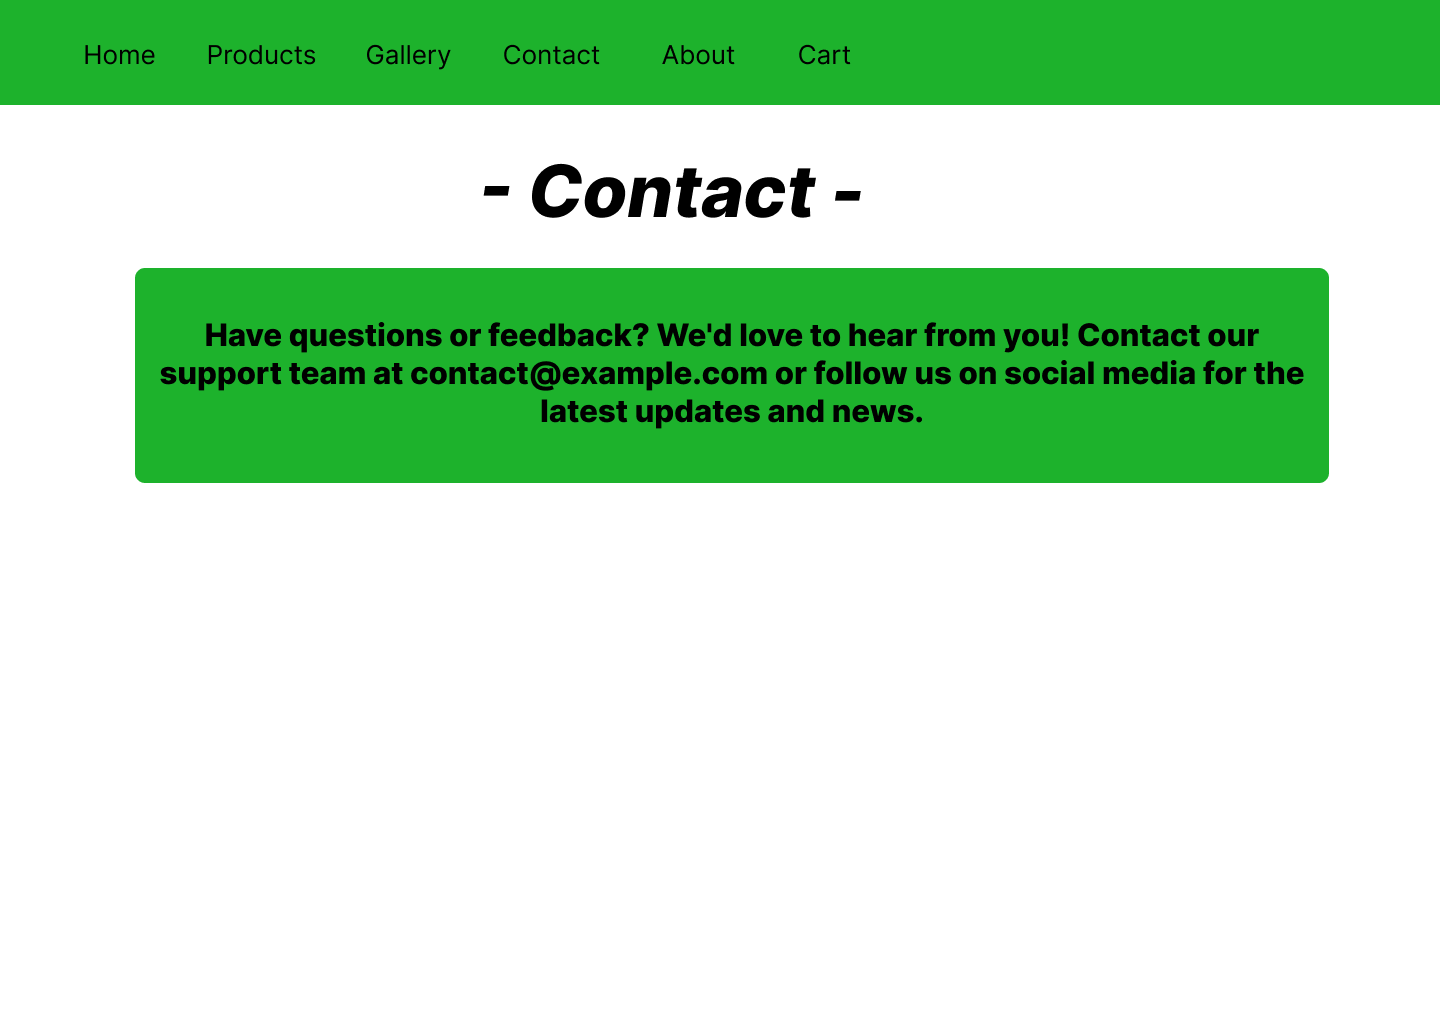 Home Products Gallery Contact About Cart
- Contact -
Have questions or feedback? We'd love to hear from you! Contact our
support team at contact@example.com or follow us on social media for the
latest updates and news.